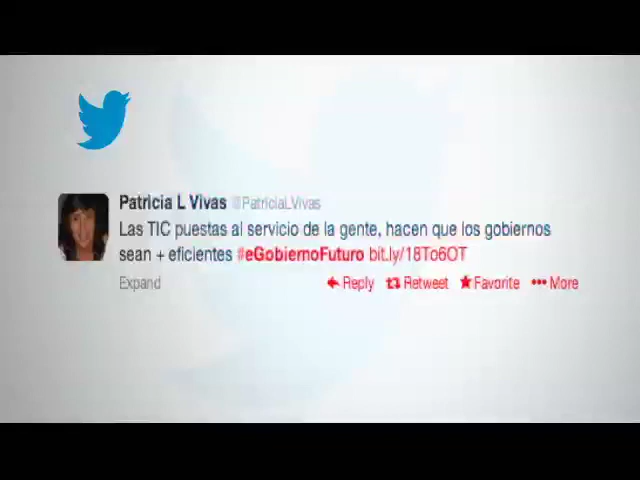 Patricia L Vivas @PatriciaLVivas
Las TIC puestas al servicio de la gente, hacen que los gobiernos
sean + eficientes #eGobiernoFuturo bit.ly/18To6OT
Expand Reply Retweet Favorite More